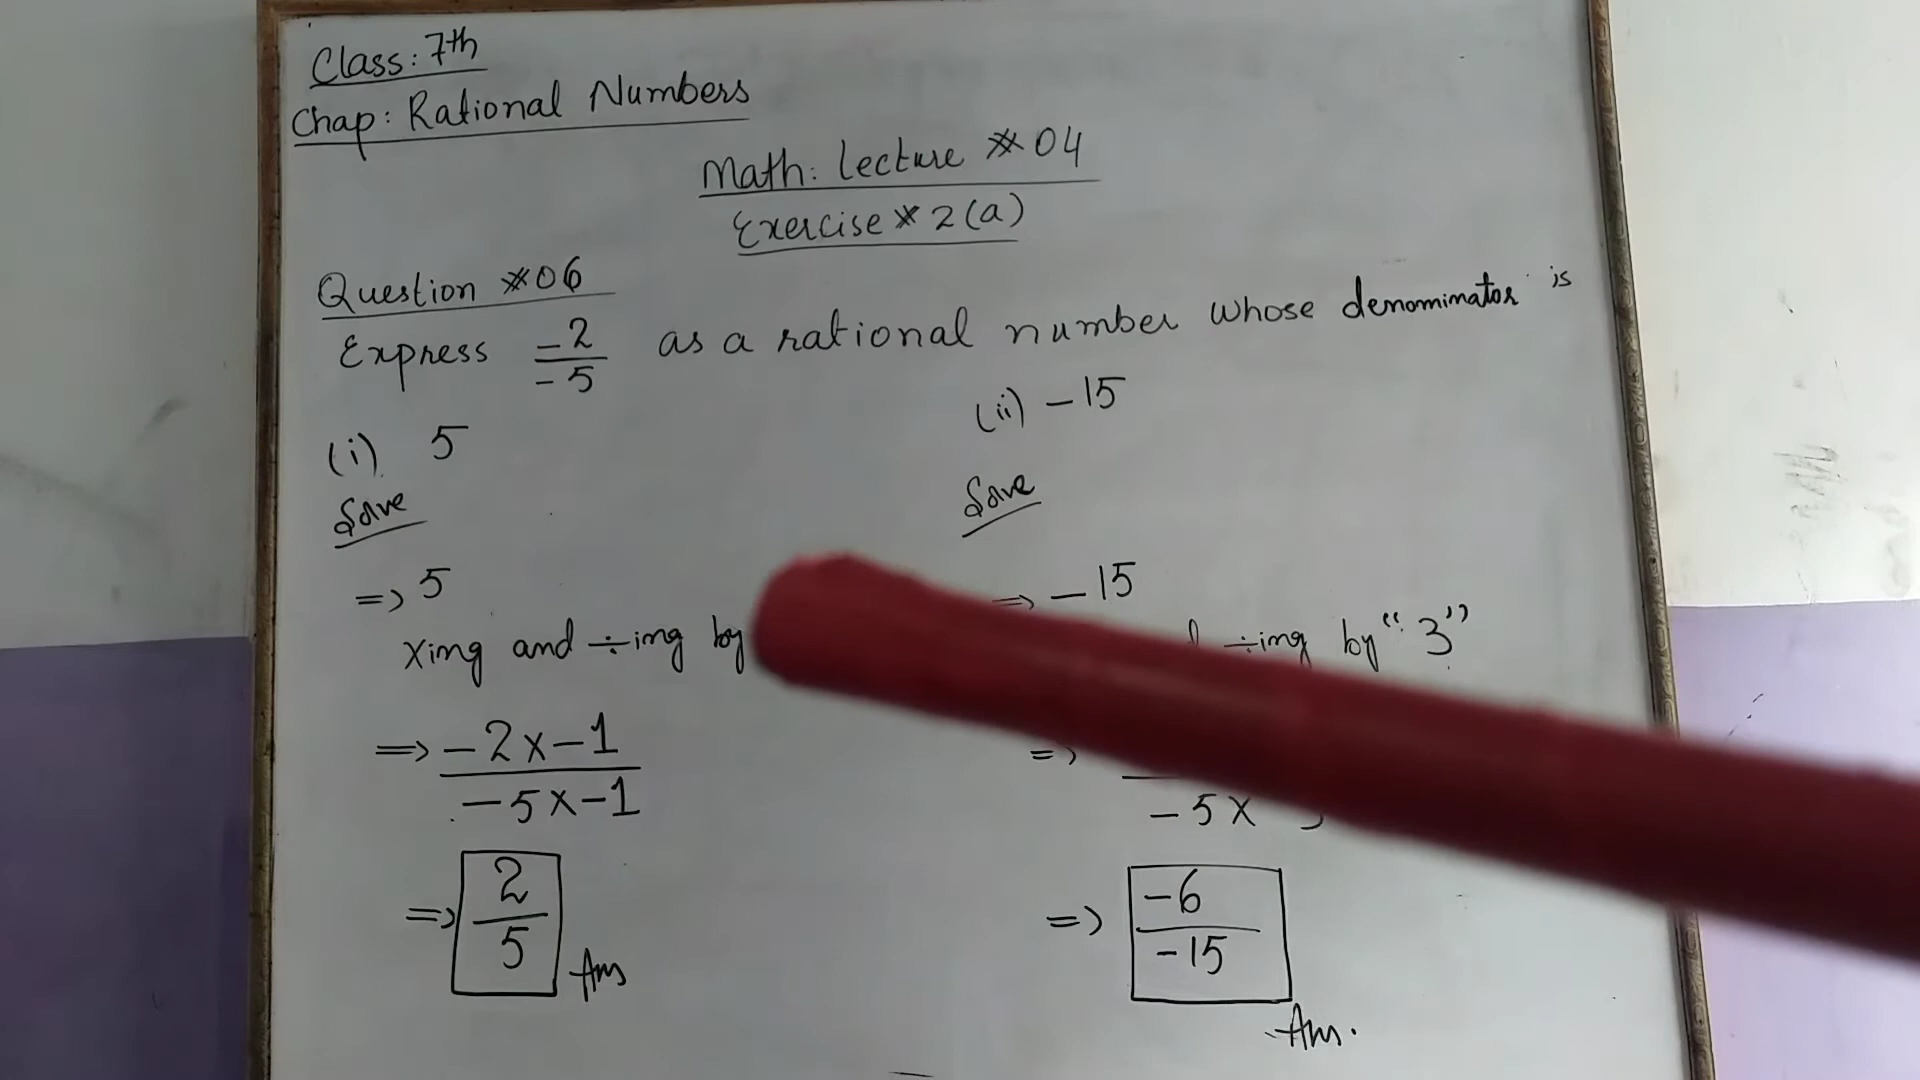 Class: 7th
Chap: Rational Numbers
Math: Lecture #04
Exercise # 2(a)
Question #06
Express -2/-5 as a rational number whose denominator is
(i) 5
(ii) -15
Solve
Solve
=> 5
=> -15
xing and ÷ing by
÷ing by "3"
=> -2x-1
-5x-1
=>
-5x
=> 2/5 Ans
=> -6/-15 Ans.